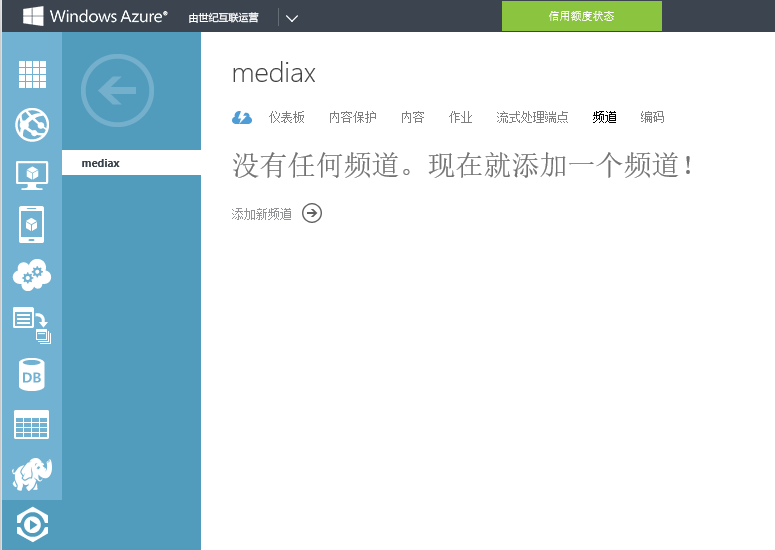 Windows Azure® 由世纪互联运营
信用额度状态
mediax
mediax
仪表板 内容保护 内容 作业 流式处理端点 频道 编码
没有任何频道。现在就添加一个频道！
添加新频道
DB